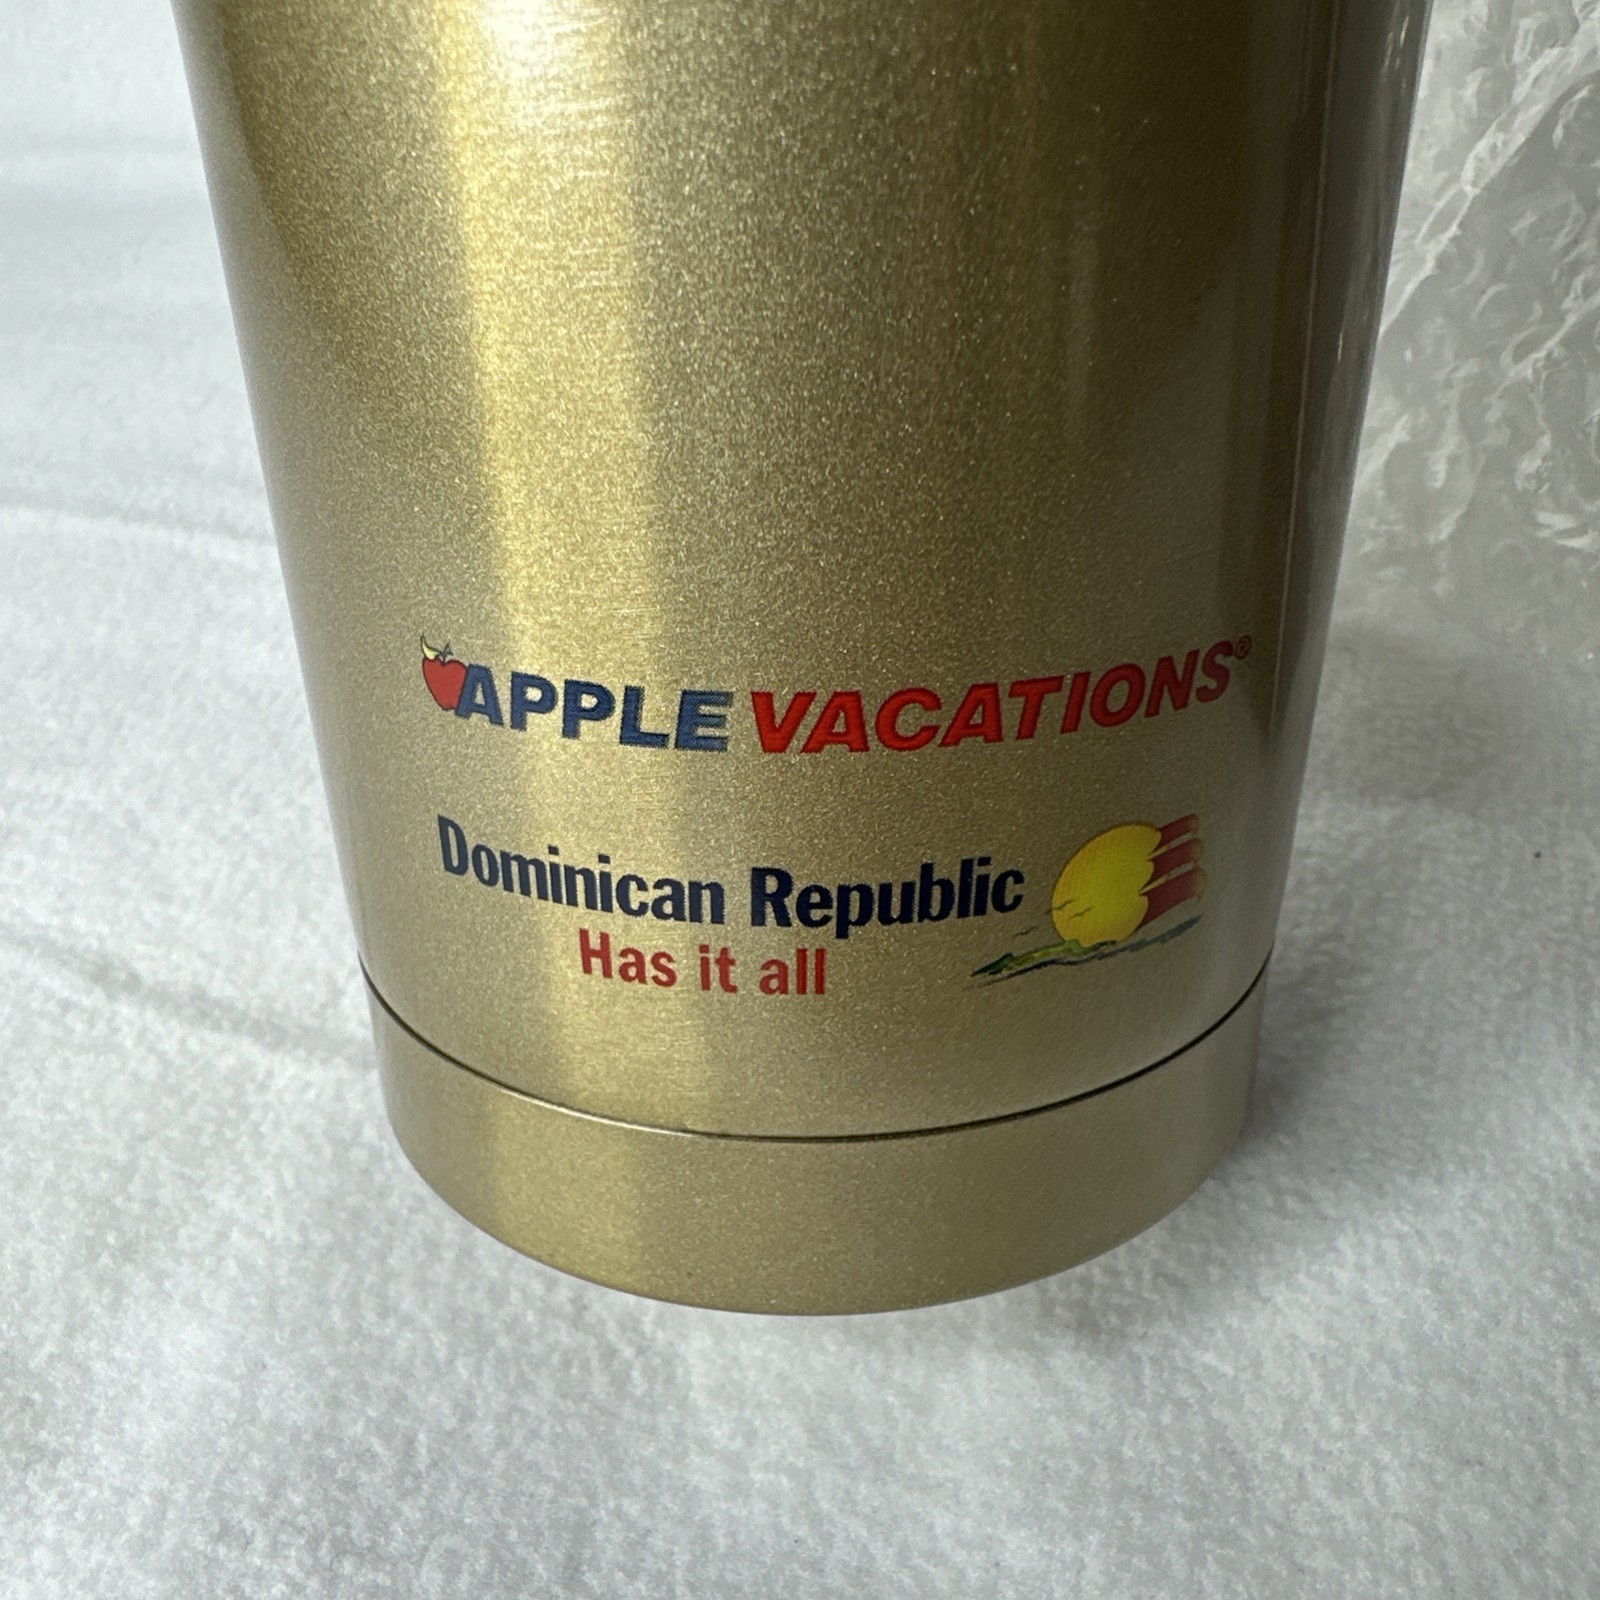 APPLE VACATIONS®
Dominican Republic
Has it all